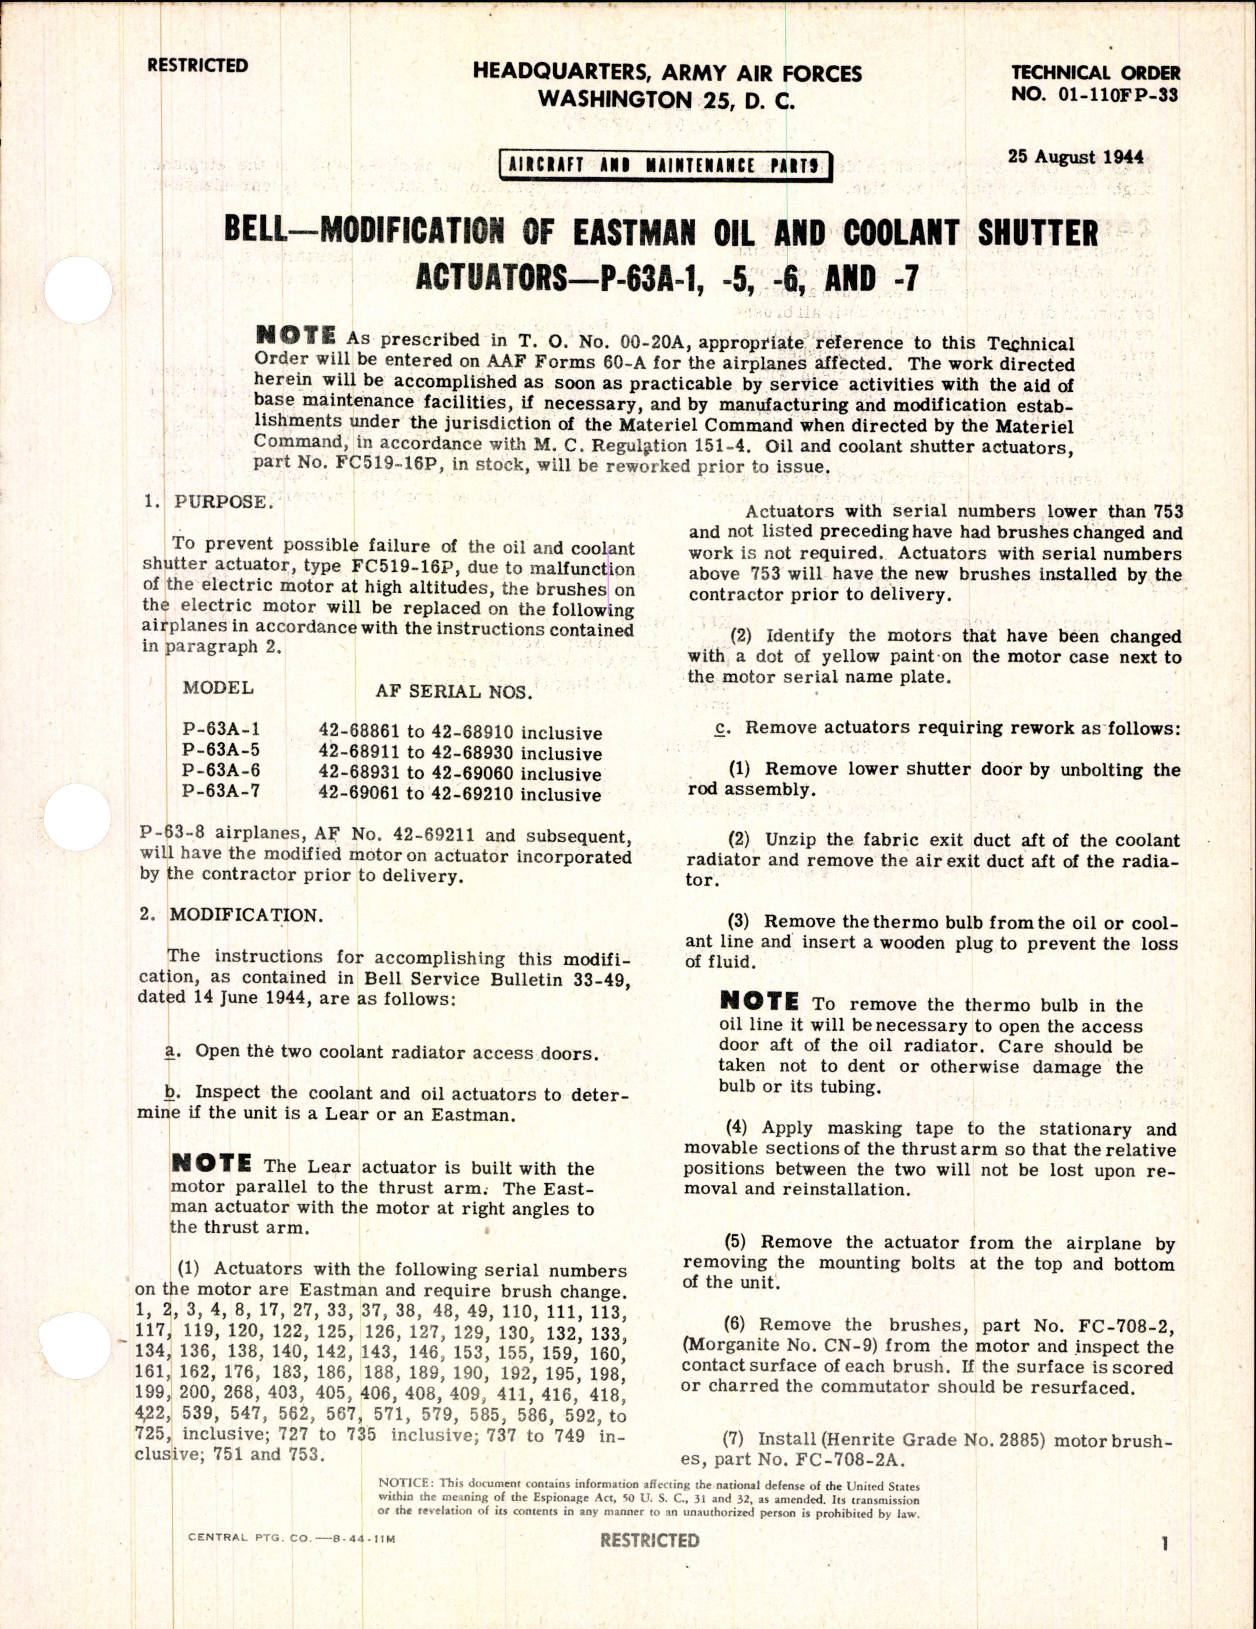 RESTRICTED
HEADQUARTERS, ARMY AIR FORCES
WASHINGTON 25, D. C.
TECHNICAL ORDER
NO. 01-110FP-33
AIRCRAFT AND MAINTENANCE PARTS
25 August 1944
BELL—MODIFICATION OF EASTMAN OIL AND COOLANT SHUTTER
ACTUATORS—P-63A-1, -5, -6, AND -7
NOTE As prescribed in T. O. No. 00-20A, appropriate reference to this Technical
Order will be entered on AAF Forms 60-A for the airplanes affected. The work directed
herein will be accomplished as soon as practicable by service activities with the aid of
base maintenance facilities, if necessary, and by manufacturing and modification estab-
lishments under the jurisdiction of the Materiel Command when directed by the Materiel
Command, in accordance with M. C. Regulation 151-4. Oil and coolant shutter actuators,
part No. FC519-16P, in stock, will be reworked prior to issue.
1. PURPOSE.
To prevent possible failure of the oil and coolant
shutter actuator, type FC519-16P, due to malfunction
of the electric motor at high altitudes, the brushes on
the electric motor will be replaced on the following
airplanes in accordance with the instructions contained
in paragraph 2.
MODEL AF SERIAL NOS.
P-63A-1 42-68861 to 42-68910 inclusive
P-63A-5 42-68911 to 42-68930 inclusive
P-63A-6 42-68931 to 42-69060 inclusive
P-63A-7 42-69061 to 42-69210 inclusive
P-63-8 airplanes, AF No. 42-69211 and subsequent,
will have the modified motor on actuator incorporated
by the contractor prior to delivery.
2. MODIFICATION.
The instructions for accomplishing this modifi-
cation, as contained in Bell Service Bulletin 33-49,
dated 14 June 1944, are as follows:
a. Open the two coolant radiator access doors.
b. Inspect the coolant and oil actuators to deter-
mine if the unit is a Lear or an Eastman.
NOTE The Lear actuator is built with the
motor parallel to the thrust arm. The East-
man actuator with the motor at right angles to
the thrust arm.
(1) Actuators with the following serial numbers
on the motor are Eastman and require brush change.
1, 2, 3, 4, 8, 17, 27, 33, 37, 38, 48, 49, 110, 111, 113,
117, 119, 120, 122, 125, 126, 127, 129, 130, 132, 133,
134, 136, 138, 140, 142, 143, 146, 153, 155, 159, 160,
161, 162, 176, 183, 186, 188, 189, 190, 192, 195, 198,
199, 200, 268, 403, 405, 406, 408, 409, 411, 416, 418,
422, 539, 547, 562, 567, 571, 579, 585, 586, 592, to
725, inclusive; 727 to 735 inclusive; 737 to 749 in-
clusive; 751 and 753.
Actuators with serial numbers lower than 753
and not listed preceding have had brushes changed and
work is not required. Actuators with serial numbers
above 753 will have the new brushes installed by the
contractor prior to delivery.
(2) Identify the motors that have been changed
with a dot of yellow paint on the motor case next to
the motor serial name plate.
c. Remove actuators requiring rework as follows:
(1) Remove lower shutter door by unbolting the
rod assembly.
(2) Unzip the fabric exit duct aft of the coolant
radiator and remove the air exit duct aft of the radia-
tor.
(3) Remove the thermo bulb from the oil or cool-
ant line and insert a wooden plug to prevent the loss
of fluid.
NOTE To remove the thermo bulb in the
oil line it will be necessary to open the access
door aft of the oil radiator. Care should be
taken not to dent or otherwise damage the
bulb or its tubing.
(4) Apply masking tape to the stationary and
movable sections of the thrust arm so that the relative
positions between the two will not be lost upon re-
moval and reinstallation.
(5) Remove the actuator from the airplane by
removing the mounting bolts at the top and bottom
of the unit.
(6) Remove the brushes, part No. FC-708-2,
(Morganite No. CN-9) from the motor and inspect the
contact surface of each brush. If the surface is scored
or charred the commutator should be resurfaced.
(7) Install (Henrite Grade No. 2885) motor brush-
es, part No. FC-708-2A.
NOTICE: This document contains information affecting the national defense of the United States
within the meaning of the Espionage Act, 50 U. S. C., 31 and 32, as amended. Its transmission
or the revelation of its contents in any manner to an unauthorized person is prohibited by law.
CENTRAL PTG. CO.—8-44-11M
RESTRICTED
1